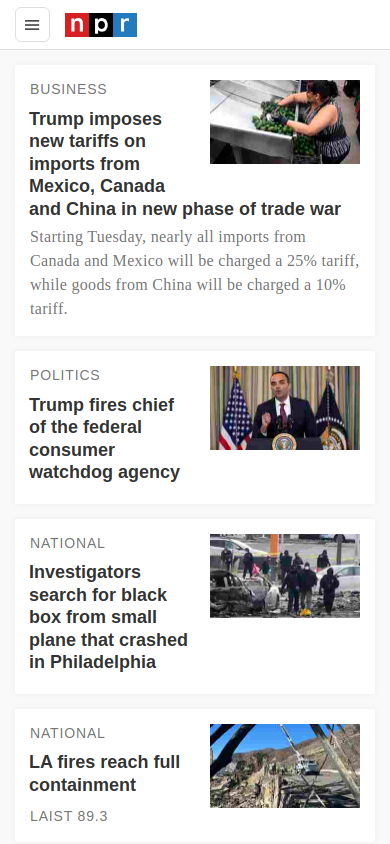 npr
BUSINESS
Trump imposes
new tariffs on
imports from
Mexico, Canada
and China in new phase of trade war
Starting Tuesday, nearly all imports from
Canada and Mexico will be charged a 25% tariff,
while goods from China will be charged a 10%
tariff.
POLITICS
Trump fires chief
of the federal
consumer
watchdog agency
NATIONAL
Investigators
search for black
box from small
plane that crashed
in Philadelphia
NATIONAL
LA fires reach full
containment
LAIST 89.3